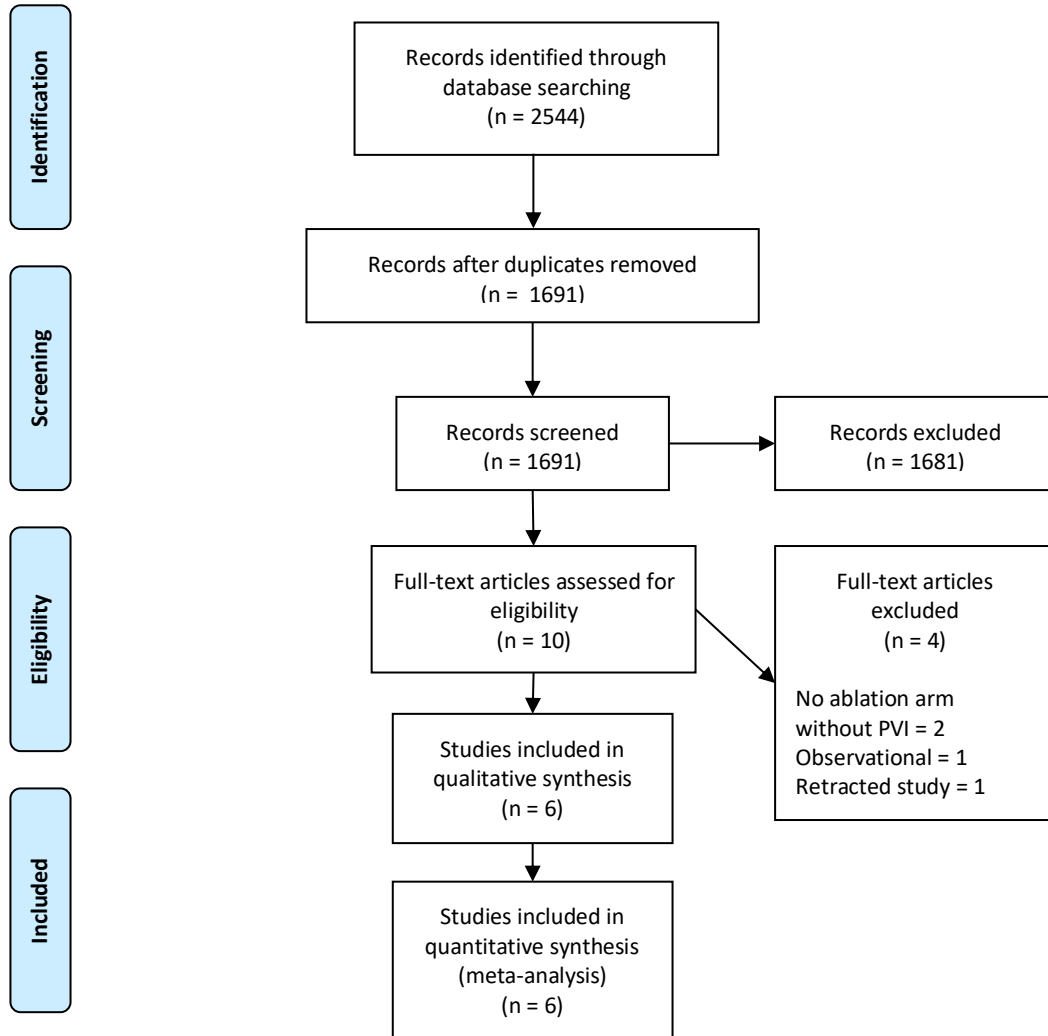 Identification
Records identified through
database searching
(n = 2544)
Records after duplicates removed
(n = 1691)
Screening
Records screened
(n = 1691)
Records excluded
(n = 1681)
Eligibility
Full-text articles assessed for
eligibility
(n = 10)
Full-text articles
excluded
(n = 4)
No ablation arm
without PVI = 2
Observational = 1
Retracted study = 1
Studies included in
qualitative synthesis
(n = 6)
Included
Studies included in
quantitative synthesis
(meta-analysis)
(n = 6)